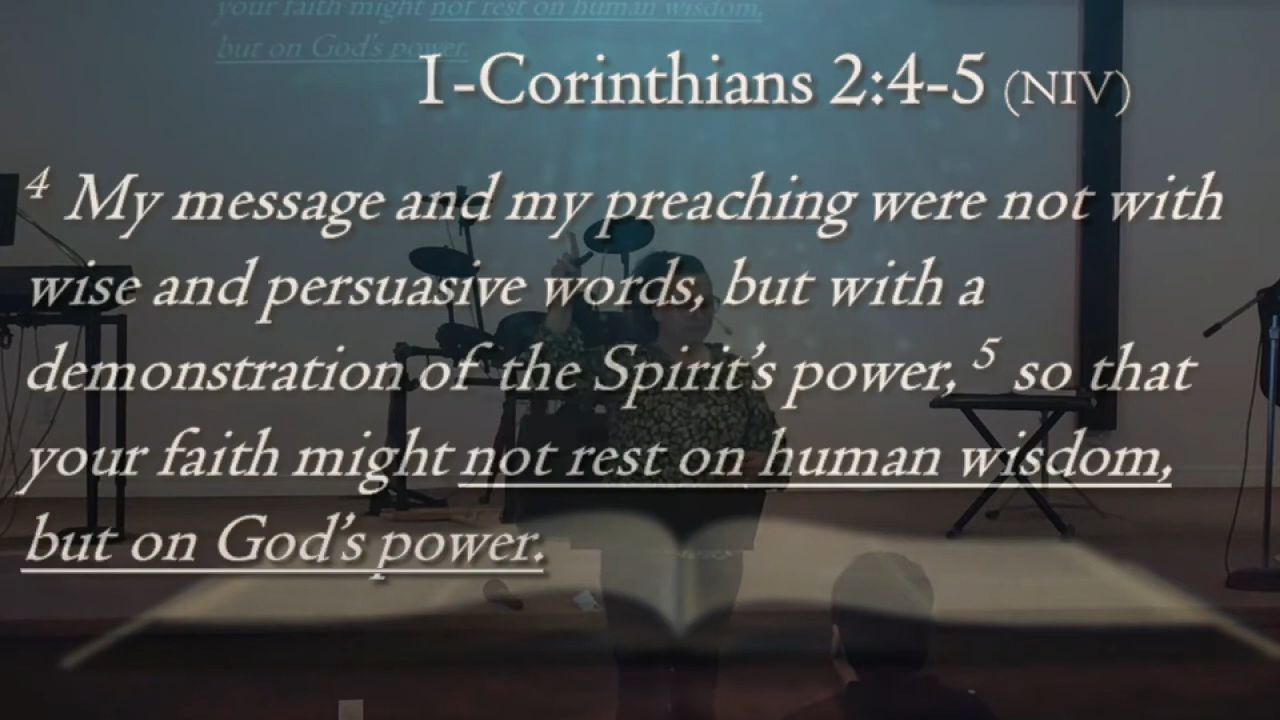 your faith might not rest on human wisdom,
but on God's power.
1-Corinthians 2:4-5 (NIV)
4 My message and my preaching were not with
wise and persuasive words, but with a
demonstration of the Spirit's power, 5 so that
your faith might not rest on human wisdom,
but on God's power.